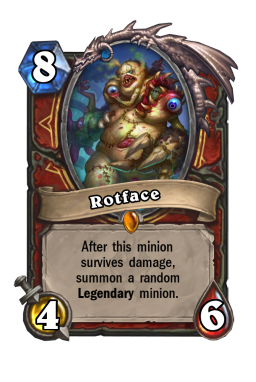 8
Rotface
After this minion
survives damage,
summon a random
Legendary minion.
4
6